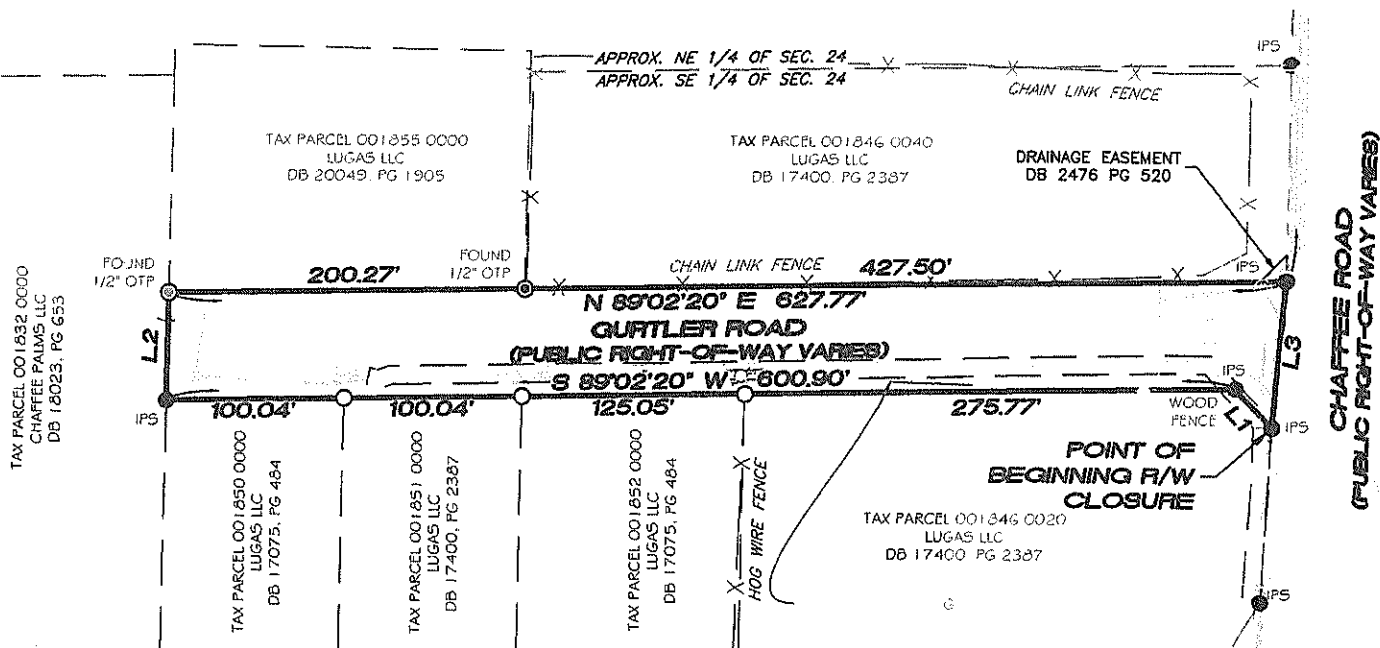 IPS
APPROX. NE 1/4 OF SEC. 24
APPROX. SE 1/4 OF SEC. 24
CHAIN LINK FENCE
TAX PARCEL 001855 0000
LUGAS LLC
DB 20049, PG 1905
TAX PARCEL 001846 0040
LUGAS LLC
DB 17400, PG 2387
DRAINAGE EASEMENT
DB 2476 PG 520
CHAFFEE ROAD
(PUBLIC RIGHT-OF-WAY VARIES)
TAX PARCEL 001832 0000
CHAFFEE PALMS LLC
DB 18023, PG 653
FOUND
1/2" OTP
FOUND
1/2" OTP
200.27'
CHAIN LINK FENCE
427.50'
IPS
N 89°02'20" E 627.77'
GURTLER ROAD
(PUBLIC RIGHT-OF-WAY VARIES)
S 89°02'20" W 600.90'
L2
L3
IPS
100.04'
100.04'
125.05'
275.77'
IPS
WOOD
FENCE
L1
IPS
POINT OF
BEGINNING R/W
CLOSURE
TAX PARCEL 001850 0000
LUGAS LLC
DB 17075, PG 484
TAX PARCEL 001851 0000
LUGAS LLC
DB 17400, PG 2387
TAX PARCEL 001852 0000
LUGAS LLC
DB 17075, PG 484
HOG WIRE FENCE
TAX PARCEL 001846 0020
LUGAS LLC
DB 17400 PG 2387
IPS